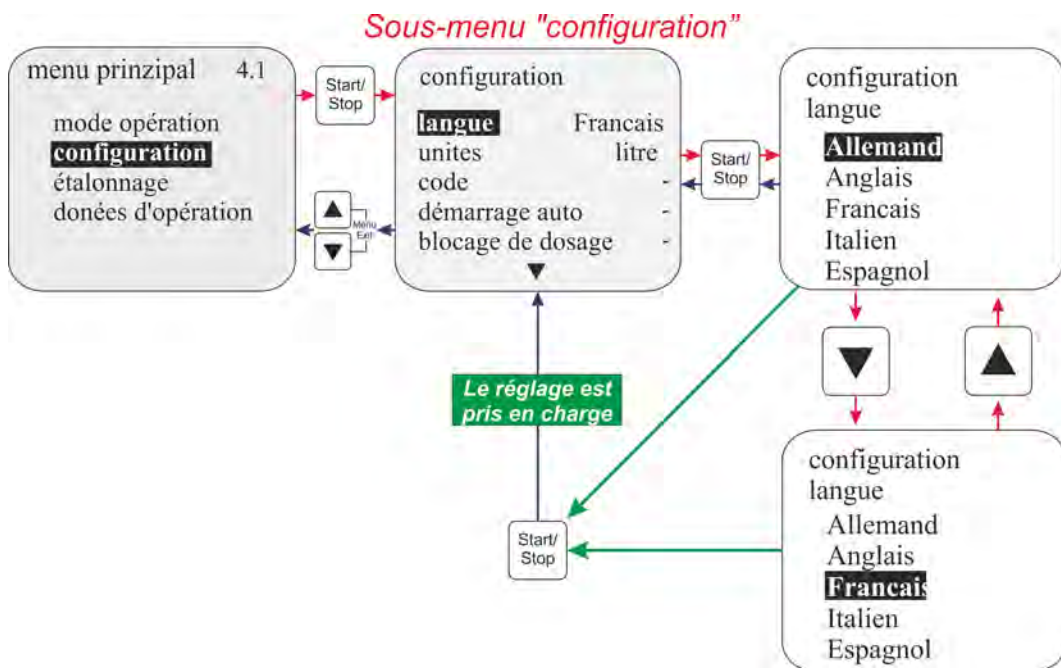 Sous-menu "configuration"
menu prinzipal 4.1
mode opération
configuration
étalonnage
donées d'opération
Start/
Stop
▲
▼
Menu
Exit
configuration
langue Francais
unites litre
code -
démarrage auto -
blocage de dosage -
▼
Start/
Stop
configuration
langue
Allemand
Anglais
Francais
Italien
Espagnol
▼ ▲
Le réglage est
pris en charge
Start/
Stop
configuration
langue
Allemand
Anglais
Francais
Italien
Espagnol